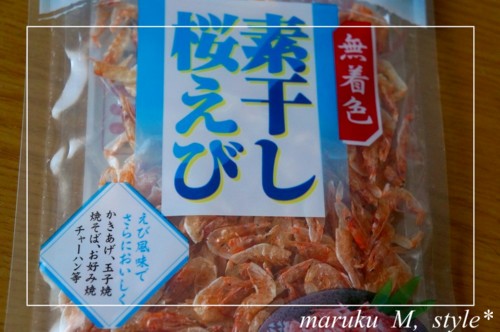 素干し
桜えび
無着色
えび風味で
さらにおいしく
かきあげ、玉子焼
焼そば、お好み焼
チャーハン等
maruku M, style*